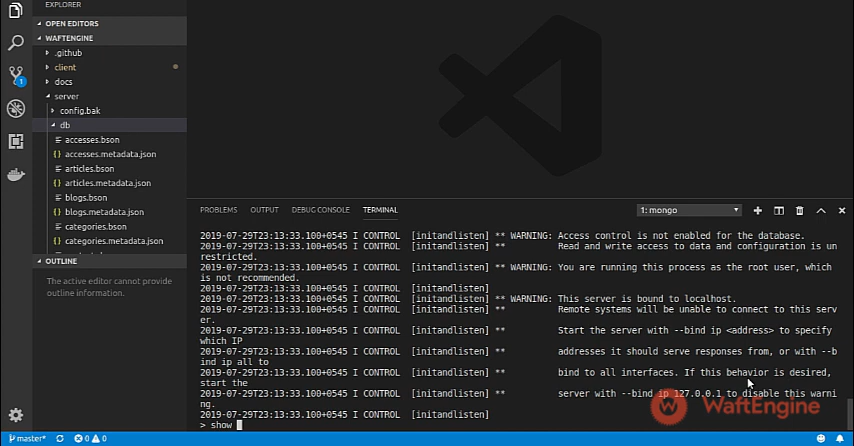 EXPLORER
OPEN EDITORS
WAFTENGINE
.github
client
docs
server
config.bak
db
accesses.bson
accesses.metadata.json
articles.bson
articles.metadata.json
blogs.bson
blogs.metadata.json
categories.bson
categories.metadata.json
OUTLINE
The active editor cannot provide
outline information.
1
PROBLEMS OUTPUT DEBUG CONSOLE TERMINAL 1: mongo
2019-07-29T23:13:33.100+0545 I CONTROL [initandlisten] ** WARNING: Access control is not enabled for the database.
2019-07-29T23:13:33.100+0545 I CONTROL [initandlisten] ** Read and write access to data and configuration is un
restricted.
2019-07-29T23:13:33.100+0545 I CONTROL [initandlisten] ** WARNING: You are running this process as the root user, which
is not recommended.
2019-07-29T23:13:33.100+0545 I CONTROL [initandlisten]
2019-07-29T23:13:33.100+0545 I CONTROL [initandlisten] ** WARNING: This server is bound to localhost.
2019-07-29T23:13:33.100+0545 I CONTROL [initandlisten] ** Remote systems will be unable to connect to this serv
er.
2019-07-29T23:13:33.100+0545 I CONTROL [initandlisten] ** Start the server with --bind ip <address> to specify
which IP
2019-07-29T23:13:33.100+0545 I CONTROL [initandlisten] ** addresses it should serve responses from, or with --b
ind ip all to
2019-07-29T23:13:33.100+0545 I CONTROL [initandlisten] ** bind to all interfaces. If this behavior is desired,
start the
2019-07-29T23:13:33.100+0545 I CONTROL [initandlisten] ** server with --bind ip 127.0.0.1 to disable this warni
ng.
2019-07-29T23:13:33.100+0545 I CONTROL [initandlisten]
> show
WaftEngine
master* 0 0